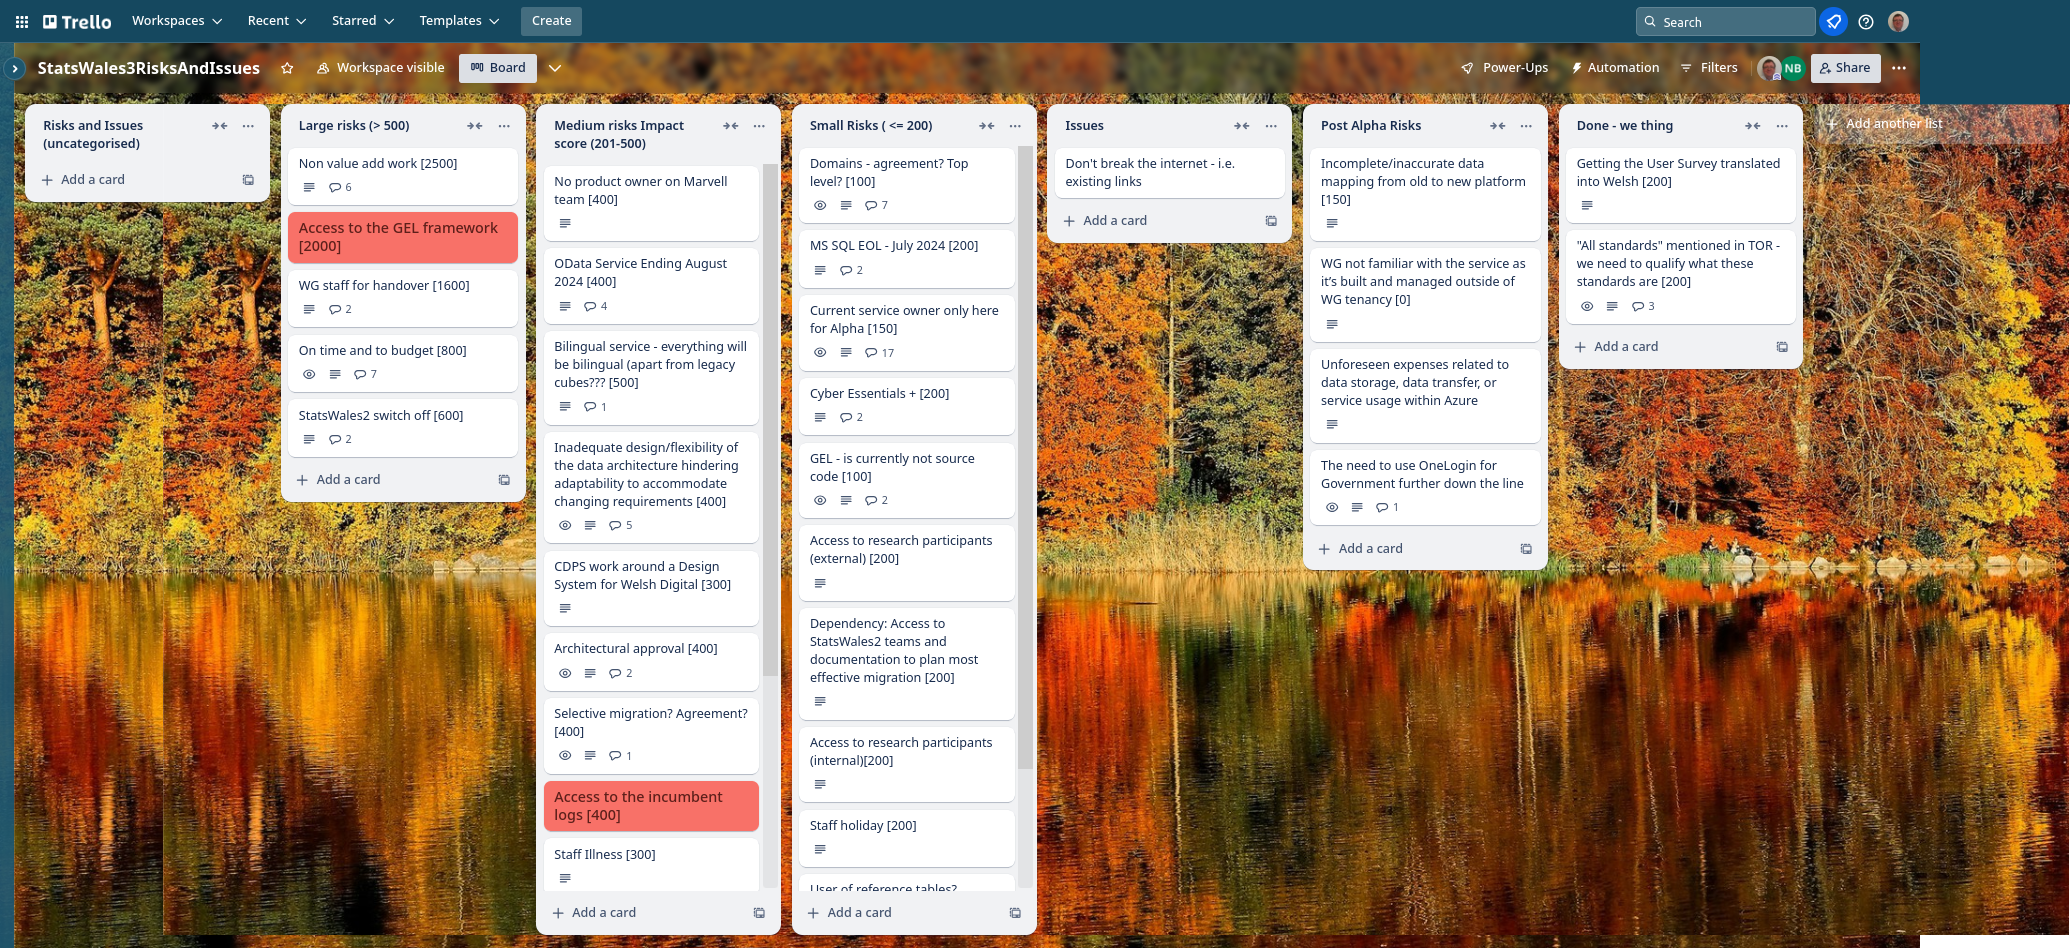 Trello
Workspaces
Recent
Starred
Templates
Create
Search
StatsWales3RisksAndIssues
Workspace visible
Board
Power-Ups
Automation
Filters
NB
Share
Risks and Issues
(uncategorised)
Add a card
Large risks (> 500)
Non value add work [2500]
6
Access to the GEL framework
[2000]
WG staff for handover [1600]
2
On time and to budget [800]
7
StatsWales2 switch off [600]
2
Add a card
Medium risks Impact
score (201-500)
No product owner on Marvell
team [400]
OData Service Ending August
2024 [400]
4
Bilingual service - everything will
be bilingual (apart from legacy
cubes??? [500]
1
Inadequate design/flexibility of
the data architecture hindering
adaptability to accommodate
changing requirements [400]
5
CDPS work around a Design
System for Welsh Digital [300]
Architectural approval [400]
2
Selective migration? Agreement?
[400]
1
Access to the incumbent
logs [400]
Staff Illness [300]
Add a card
Small Risks ( <= 200)
Domains - agreement? Top
level? [100]
7
MS SQL EOL - July 2024 [200]
2
Current service owner only here
for Alpha [150]
17
Cyber Essentials + [200]
2
GEL - is currently not source
code [100]
2
Access to research participants
(external) [200]
Dependency: Access to
StatsWales2 teams and
documentation to plan most
effective migration [200]
Access to research participants
(internal)[200]
Staff holiday [200]
User of reference tables?
Add a card
Issues
Don't break the internet - i.e.
existing links
Add a card
Post Alpha Risks
Incomplete/inaccurate data
mapping from old to new platform
[150]
WG not familiar with the service as
it’s built and managed outside of
WG tenancy [0]
Unforeseen expenses related to
data storage, data transfer, or
service usage within Azure
The need to use OneLogin for
Government further down the line
1
Add a card
Done - we thing
Getting the User Survey translated
into Welsh [200]
"All standards" mentioned in TOR -
we need to qualify what these
standards are [200]
3
Add a card
Add another list